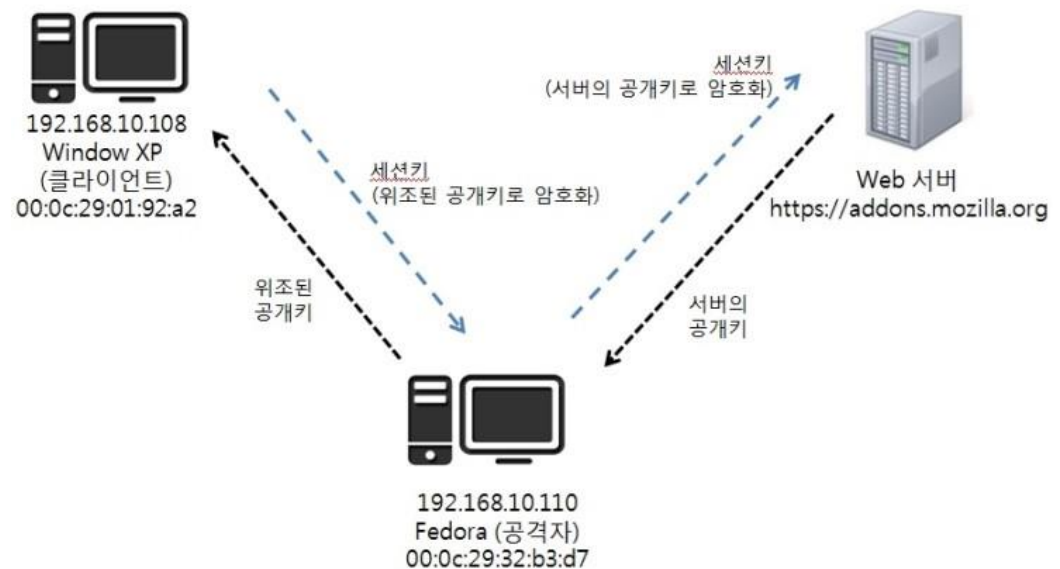 192.168.10.108
Window XP
(클라이언트)
00:0c:29:01:92:a2
세션키
(서버의 공개키로 암호화)
세션키
(위조된 공개키로 암호화)
Web 서버
https://addons.mozilla.org
위조된
공개키
서버의
공개키
192.168.10.110
Fedora (공격자)
00:0c:29:32:b3:d7